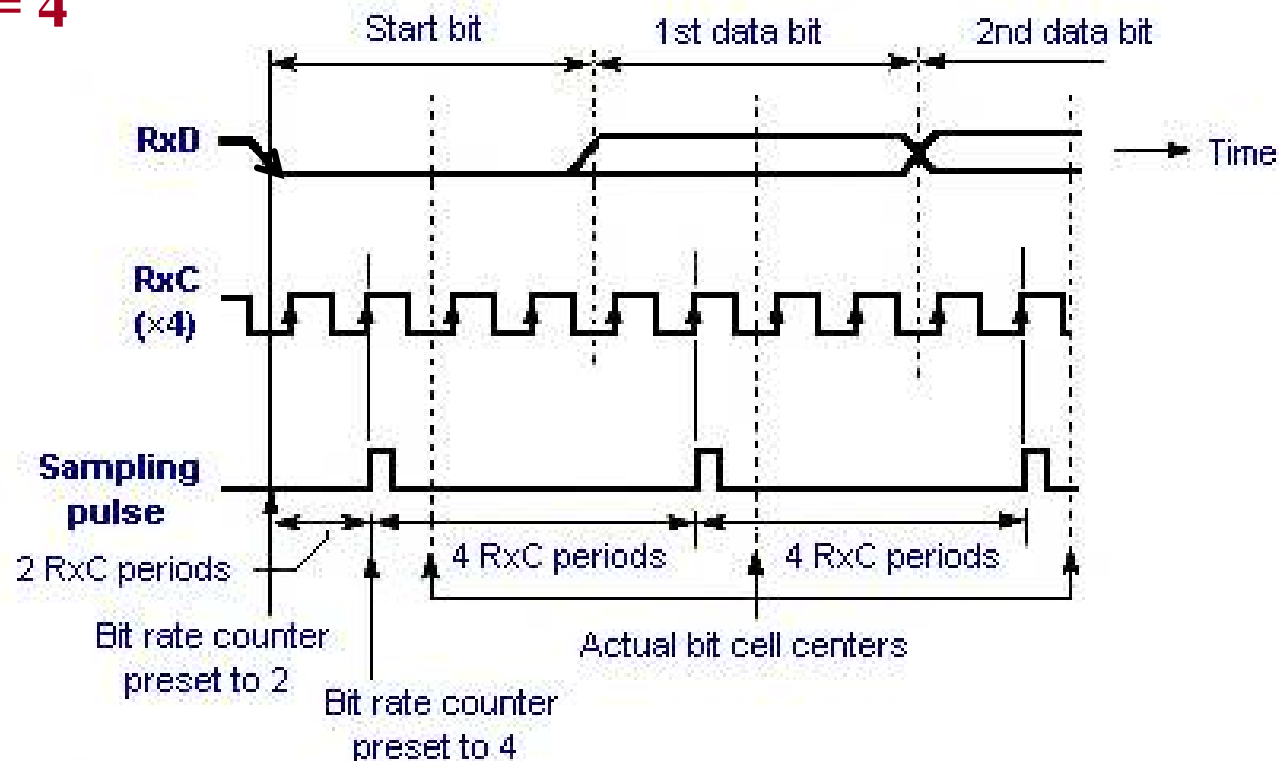 = 4
Start bit
1st data bit
2nd data bit
RxD
Time
RxC
(×4)
Sampling
pulse
2 RxC periods
4 RxC periods
4 RxC periods
Bit rate counter
preset to 2
Actual bit cell centers
Bit rate counter
preset to 4